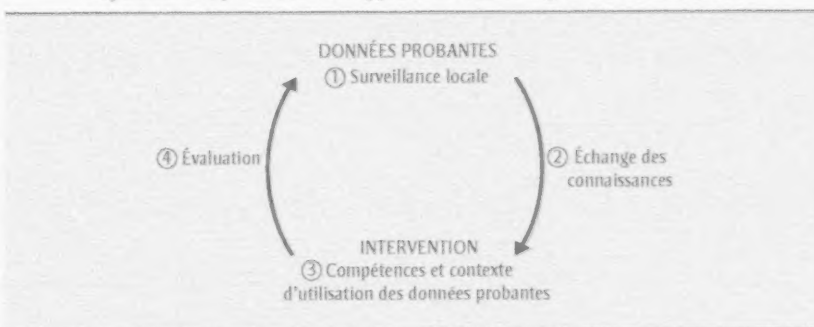 DONNÉES PROBANTES
① Surveillance locale
④ Évaluation
② Échange des
connaissances
INTERVENTION
③ Compétences et contexte
d'utilisation des données probantes